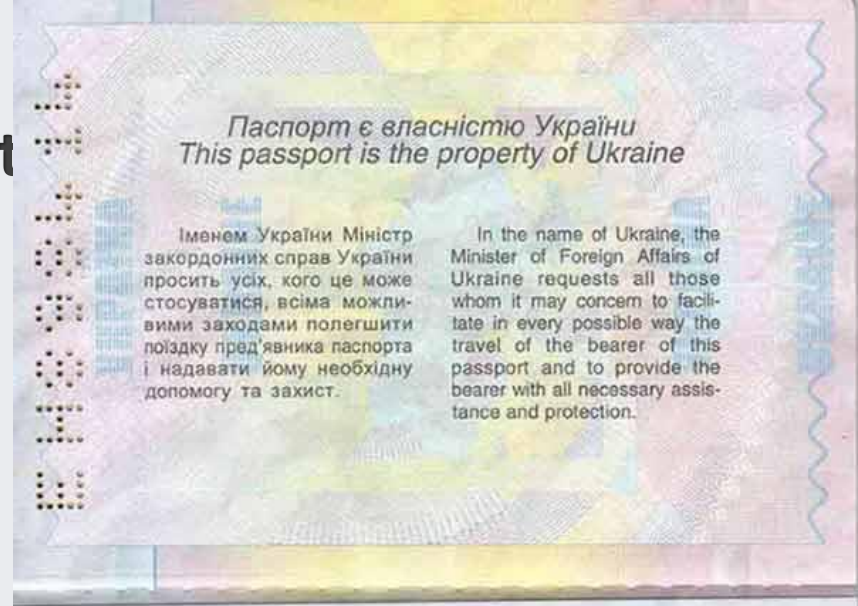 Паспорт є власністю України
This passport is the property of Ukraine
Іменем України Міністр
закордонних справ України
просить усіх, кого це може
стосуватися, всіма можли-
вими заходами полегшити
поїздку пред'явника паспорта
і надавати йому необхідну
допомогу та захист.
In the name of Ukraine, the
Minister of Foreign Affairs of
Ukraine requests all those
whom it may concern to facili-
tate in every possible way the
travel of the bearer of this
passport and to provide the
bearer with all necessary assis-
tance and protection.